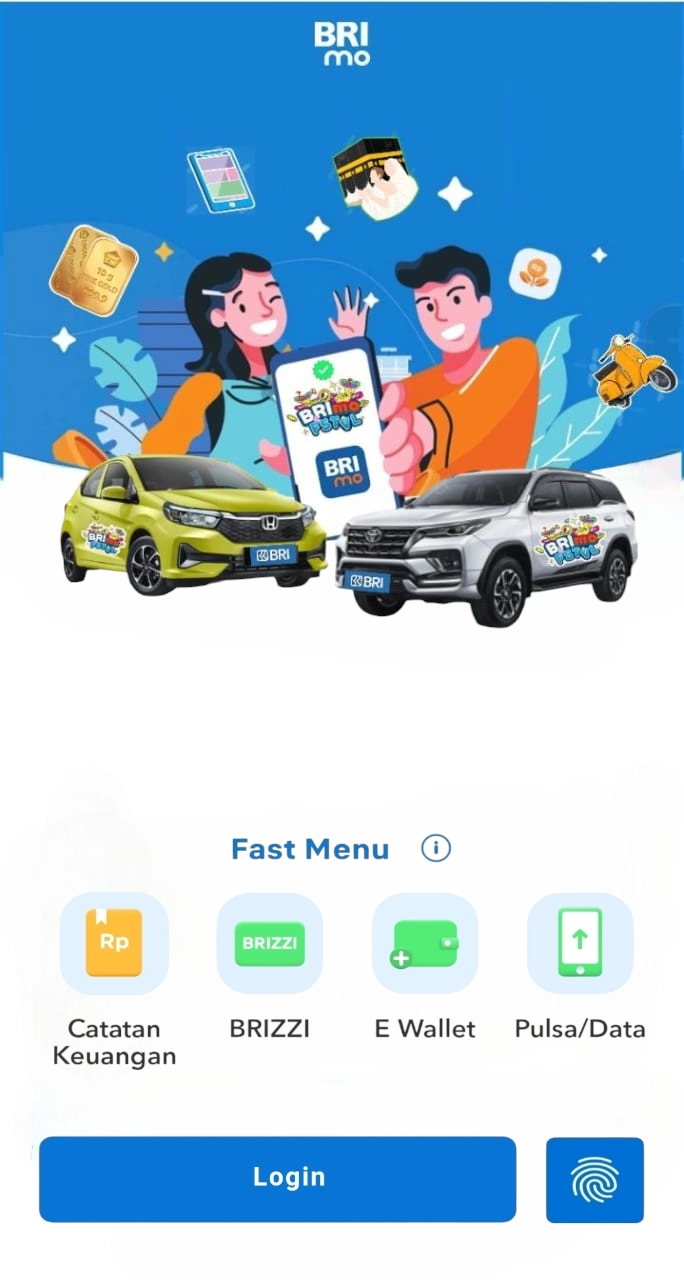 BRI
mo
10 g
FINE GOLD
999.9
Rp
BRImo
FSTVL
BRI
mo
BRImo
FSTVL
BRI
BRImo
FSTVL
BRI
Fast Menu
Rp
BRIZZI
Catatan
Keuangan
BRIZZI
E Wallet
Pulsa/Data
Login